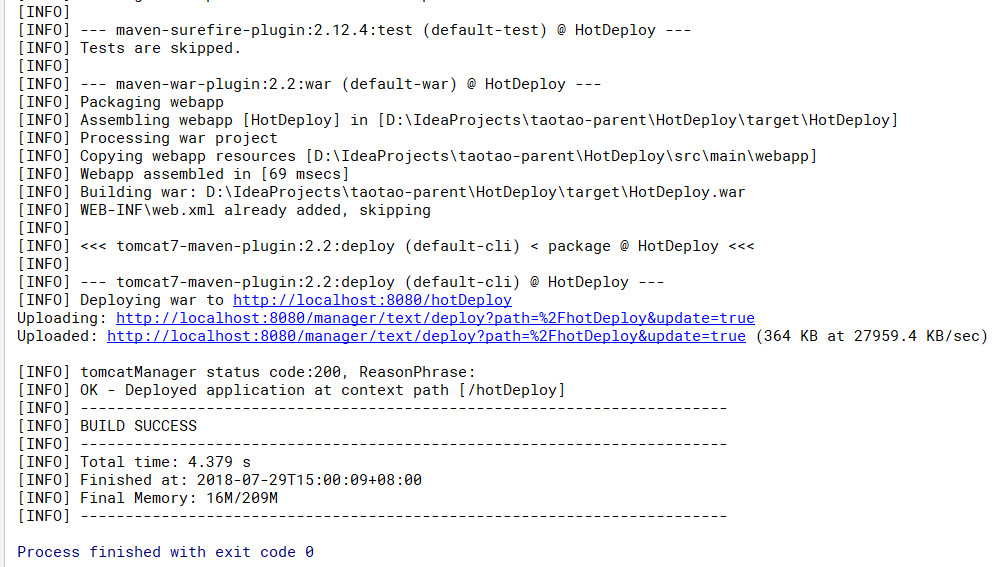 [INFO]
[INFO] --- maven-surefire-plugin:2.12.4:test (default-test) @ HotDeploy ---
[INFO] Tests are skipped.
[INFO]
[INFO] --- maven-war-plugin:2.2:war (default-war) @ HotDeploy ---
[INFO] Packaging webapp
[INFO] Assembling webapp [HotDeploy] in [D:\IdeaProjects\taotao-parent\HotDeploy\target\HotDeploy]
[INFO] Processing war project
[INFO] Copying webapp resources [D:\IdeaProjects\taotao-parent\HotDeploy\src\main\webapp]
[INFO] Webapp assembled in [69 msecs]
[INFO] Building war: D:\IdeaProjects\taotao-parent\HotDeploy\target\HotDeploy.war
[INFO] WEB-INF\web.xml already added, skipping
[INFO]
[INFO] <<< tomcat7-maven-plugin:2.2:deploy (default-cli) < package @ HotDeploy <<<
[INFO]
[INFO] --- tomcat7-maven-plugin:2.2:deploy (default-cli) @ HotDeploy ---
[INFO] Deploying war to http://localhost:8080/hotDeploy
Uploading: http://localhost:8080/manager/text/deploy?path=%2FhotDeploy&update=true
Uploaded: http://localhost:8080/manager/text/deploy?path=%2FhotDeploy&update=true (364 KB at 27959.4 KB/sec)
[INFO] tomcatManager status code:200, ReasonPhrase:
[INFO] OK - Deployed application at context path [/hotDeploy]
[INFO] ------------------------------------------------------------------------
[INFO] BUILD SUCCESS
[INFO] ------------------------------------------------------------------------
[INFO] Total time: 4.379 s
[INFO] Finished at: 2018-07-29T15:00:09+08:00
[INFO] Final Memory: 16M/209M
[INFO] ------------------------------------------------------------------------
Process finished with exit code 0